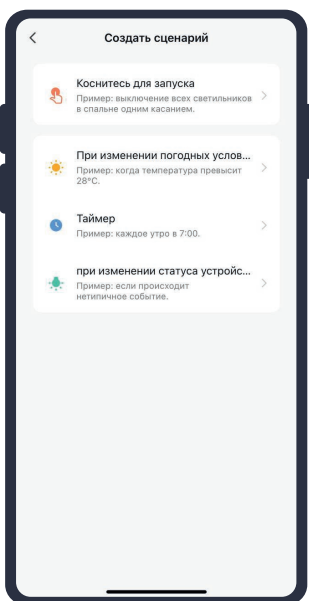 Создать сценарий
Коснитесь для запуска
Пример: выключение всех светильников
в спальне одним касанием.
При изменении погодных услов...
Пример: когда температура превысит
28°C.
Таймер
Пример: каждое утро в 7:00.
при изменении статуса устройс...
Пример: если происходит
нетипичное событие.